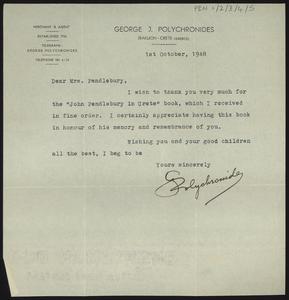 PEN 1/2/3/4/5
MERCHANT & AGENT
ESTABLISHED 1916
TELEGRAMS:
GEORGE POLYCHRONIDES
TELEPHONE No 4/14
GEORGE J. POLYCHRONIDES
IRAKLION - CRETE (GREECE)
1st October, 1948
Dear Mrs. Pendlebury,
I wish to thank you very much for
the "John Pendlebury in Crete" book, which I received
in fine order. I certainly appreciate having this book
in honour of his memory and remembrance of you.
Wishing you and your good children
all the best, I beg to be
Yours sincerely
GPolychronides